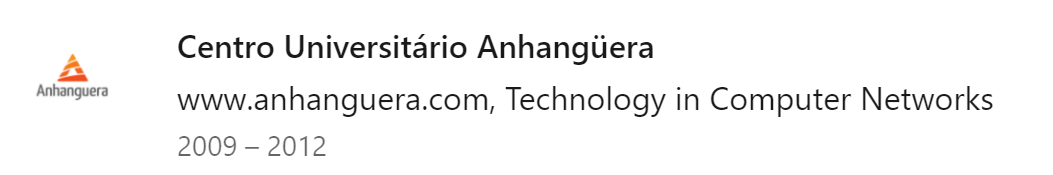 Centro Universitário Anhangüera
Anhanguera
www.anhanguera.com, Technology in Computer Networks
2009 – 2012